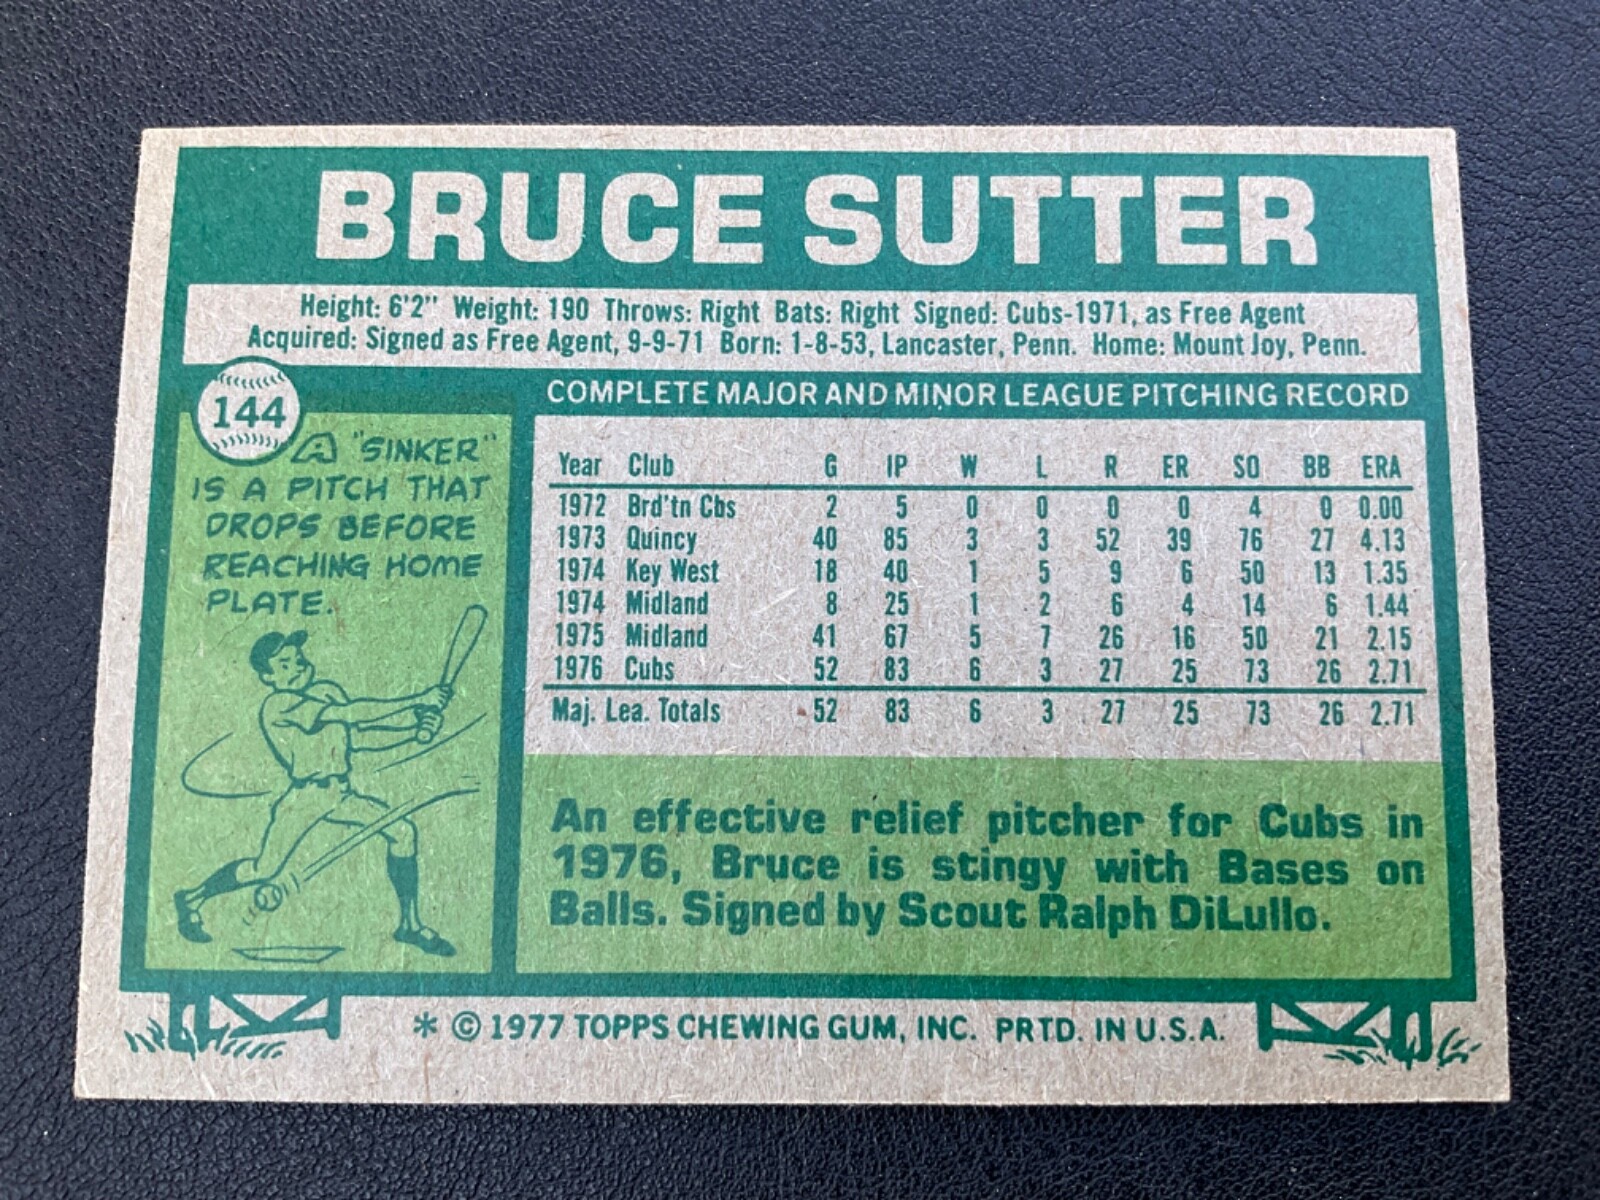 BRUCE SUTTER
Height: 6'2" Weight: 190 Throws: Right Bats: Right Signed: Cubs-1971, as Free Agent
Acquired: Signed as Free Agent, 9-9-71 Born: 1-8-53, Lancaster, Penn. Home: Mount Joy, Penn.
144
A "SINKER"
IS A PITCH THAT
DROPS BEFORE
REACHING HOME
PLATE.
COMPLETE MAJOR AND MINOR LEAGUE PITCHING RECORD
Year Club G IP W L R ER SO BB ERA
1972 Brd'tn Cbs 2 5 0 0 0 0 4 0 0.00
1973 Quincy 40 85 3 3 52 39 76 27 4.13
1974 Key West 18 40 1 5 9 6 50 13 1.35
1974 Midland 8 25 1 2 6 4 14 6 1.44
1975 Midland 41 67 5 7 26 16 50 21 2.15
1976 Cubs 52 83 6 3 27 25 73 26 2.71
Maj. Lea. Totals 52 83 6 3 27 25 73 26 2.71
An effective relief pitcher for Cubs in
1976, Bruce is stingy with Bases on
Balls. Signed by Scout Ralph DiLullo.
* © 1977 TOPPS CHEWING GUM, INC. PRTD. IN U.S.A.